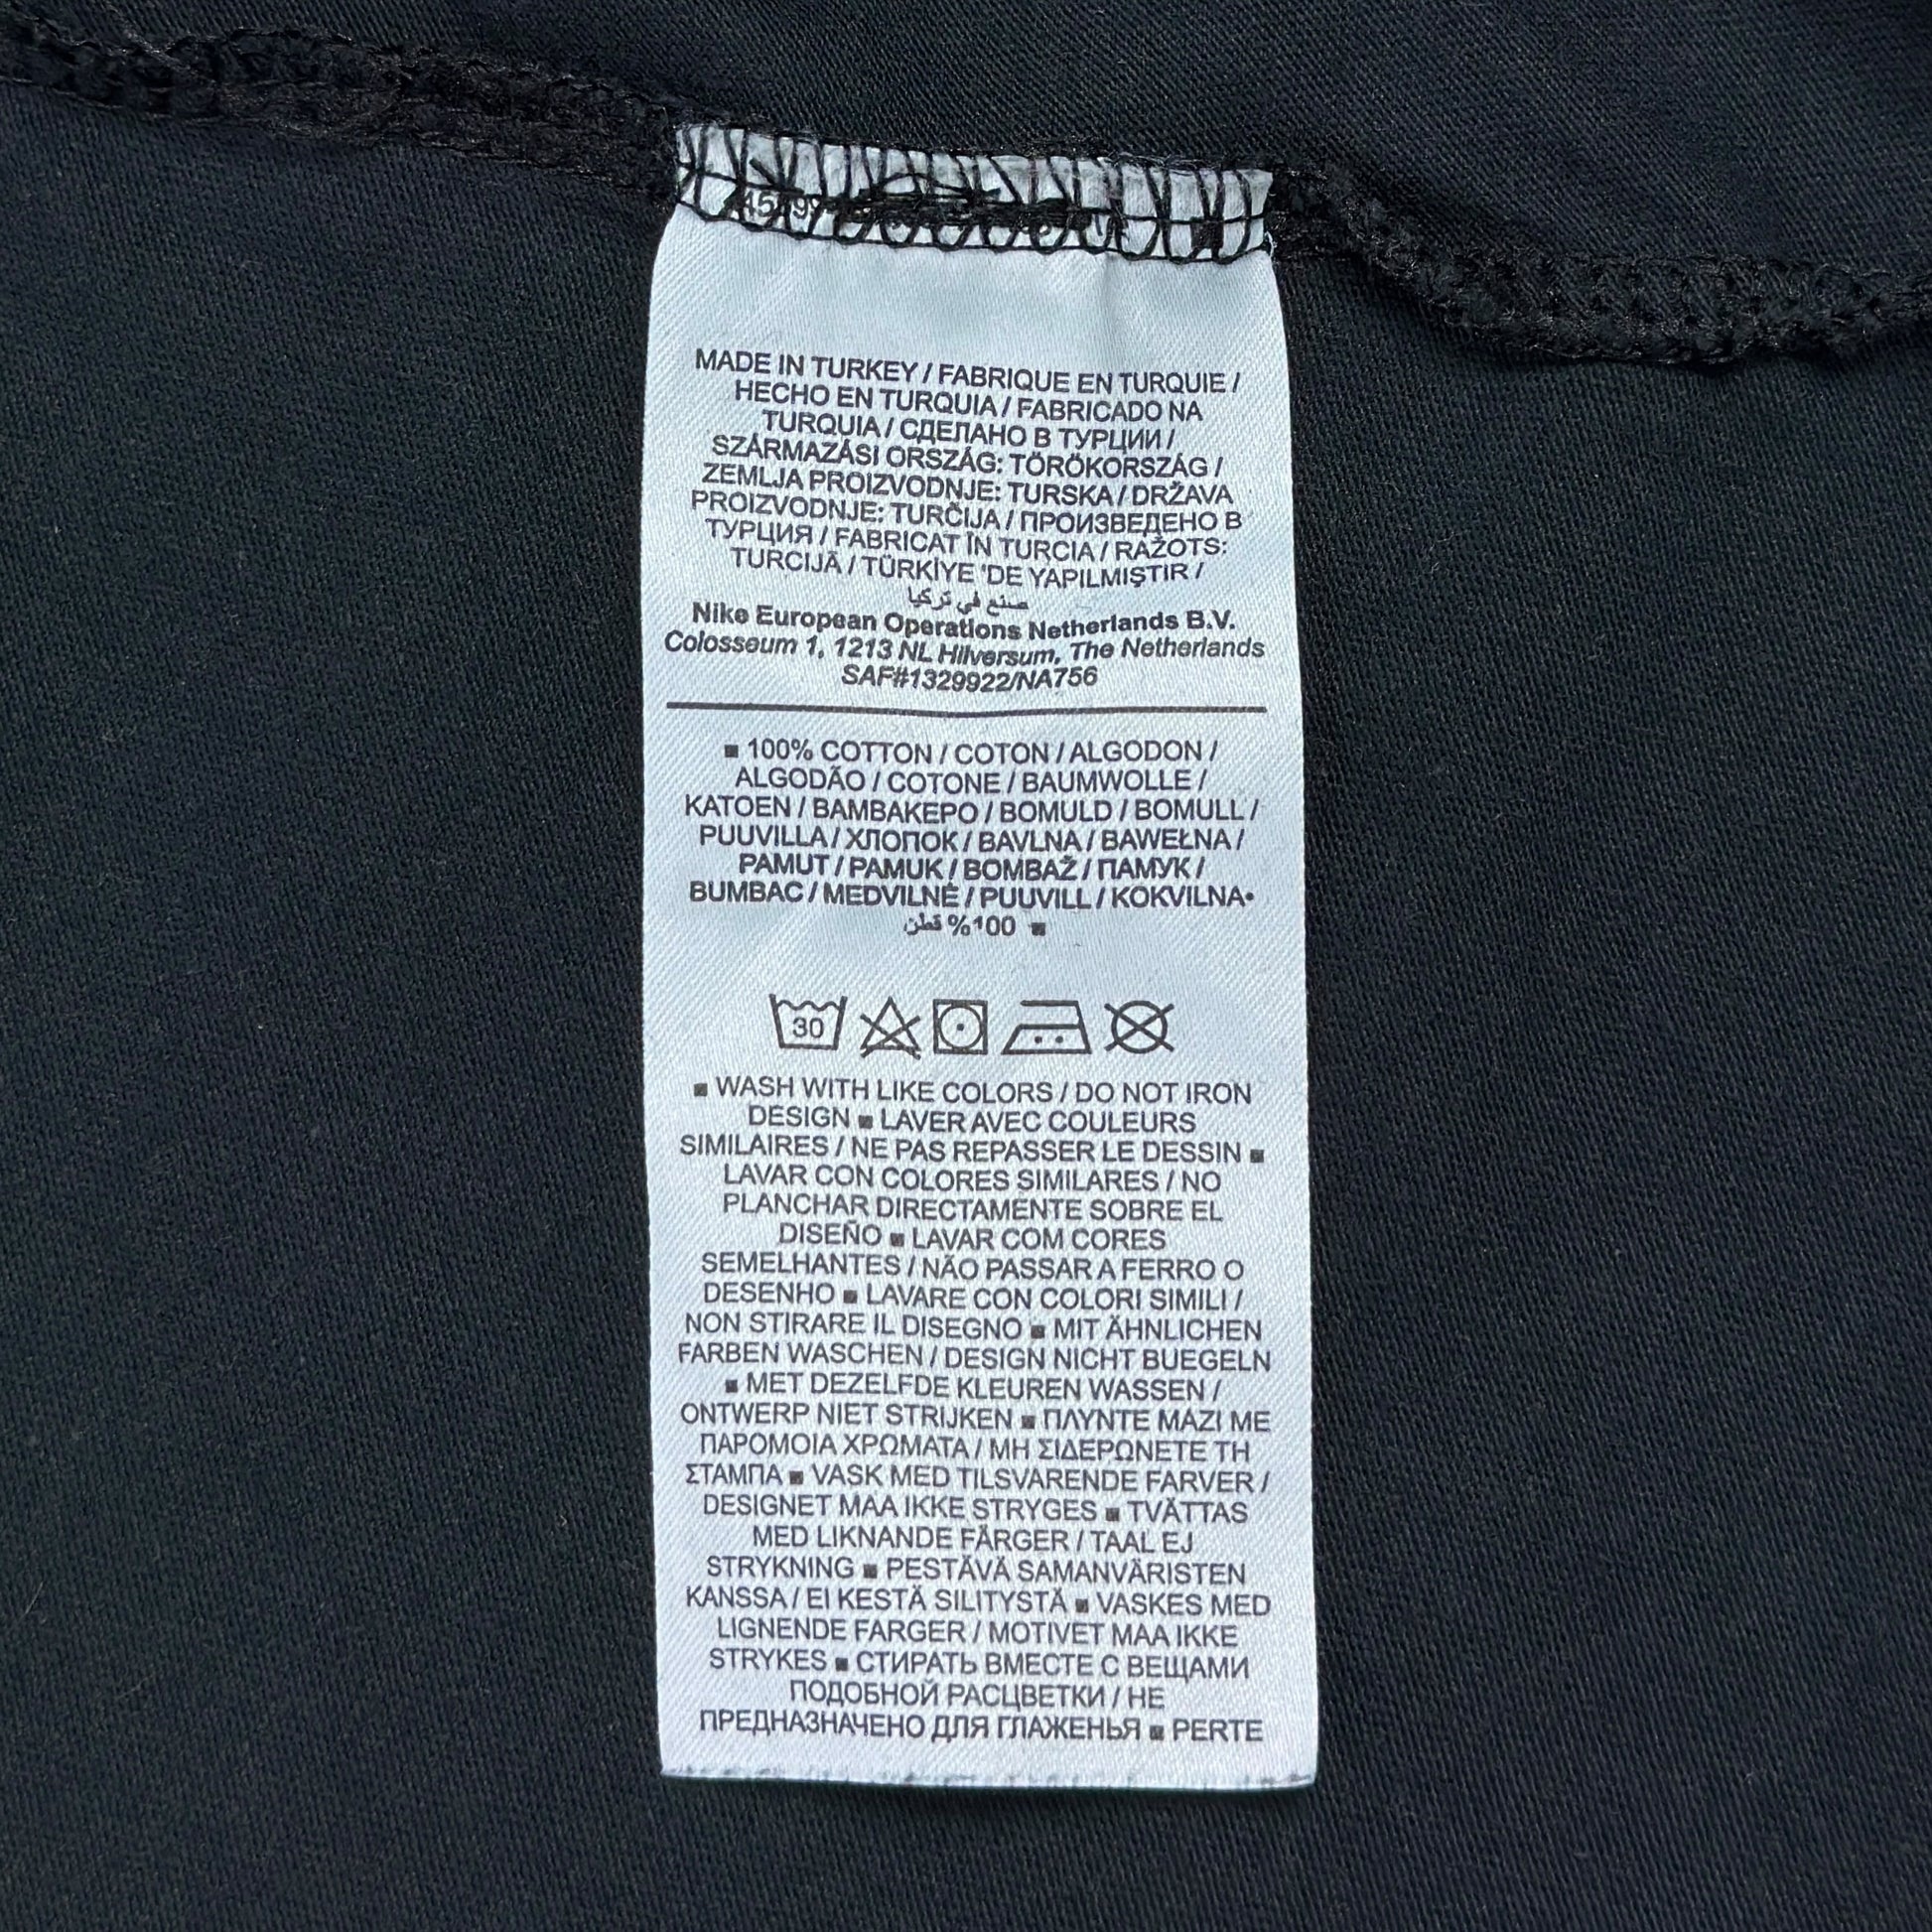 MADE IN TURKEY / FABRIQUE EN TURQUIE /
HECHO EN TURQUIA / FABRICADO NA
TURQUIA / СДЕЛАНО В ТУРЦИИ /
SZÁRMAZÁSI ORSZÁG: TÖRÖKORSZÁG /
ZEMLJA PROIZVODNJE: TURSKA / DRŽAVA
PROIZVODNJE: TURČIJA / ПРОИЗВЕДЕНО В
ТУРЦИЯ / FABRICAT ÎN TURCIA / RAŽOTS:
TURCIJĀ / TÜRKİYE 'DE YAPILMIŞTIR /
صنع في تركيا
Nike European Operations Netherlands B.V.
Colosseum 1, 1213 NL Hilversum, The Netherlands
SAF#1329922/NA756
■ 100% COTTON / COTON / ALGODON /
ALGODÃO / COTONE / BAUMWOLLE /
KATOEN / ΒΑΜΒΑΚΕΡΟ / BOMULD / BOMULL /
PUUVILLA / ХЛОПОК / BAVLNA / BAWEŁNA /
PAMUT / PAMUK / BOMBAŽ / ПАМУК /
BUMBAC / MEDVILNĖ / PUUVILL / KOKVILNA•
■ 100% قطن
30
■ WASH WITH LIKE COLORS / DO NOT IRON
DESIGN ■ LAVER AVEC COULEURS
SIMILAIRES / NE PAS REPASSER LE DESSIN ■
LAVAR CON COLORES SIMILARES / NO
PLANCHAR DIRECTAMENTE SOBRE EL
DISEÑO ■ LAVAR COM CORES
SEMELHANTES / NÃO PASSAR A FERRO O
DESENHO ■ LAVARE CON COLORI SIMILI /
NON STIRARE IL DISEGNO ■ MIT ÄHNLICHEN
FARBEN WASCHEN / DESIGN NICHT BUEGELN
■ MET DEZELFDE KLEUREN WASSEN /
ONTWERP NIET STRIJKEN ■ ΠΛΥΝΤΕ ΜΑΖΙ ΜΕ
ΠΑΡΟΜΟΙΑ ΧΡΩΜΑΤΑ / ΜΗ ΣΙΔΕΡΩΝΕΤΕ ΤΗ
ΣΤΑΜΠΑ ■ VASK MED TILSVARENDE FARVER /
DESIGNET MAA IKKE STRYGES ■ TVÄTTAS
MED LIKNANDE FÄRGER / TAAL EJ
STRYKNING ■ PESTÄVÄ SAMANVÄRISTEN
KANSSA / EI KESTÄ SILITYSTÄ ■ VASKES MED
LIGNENDE FARGER / MOTIVET MAA IKKE
STRYKES ■ СТИРАТЬ ВМЕСТЕ С ВЕЩАМИ
ПОДОБНОЙ РАСЦВЕТКИ / НЕ
ПРЕДНАЗНАЧЕНО ДЛЯ ГЛАЖЕНЬЯ ■ PERTE